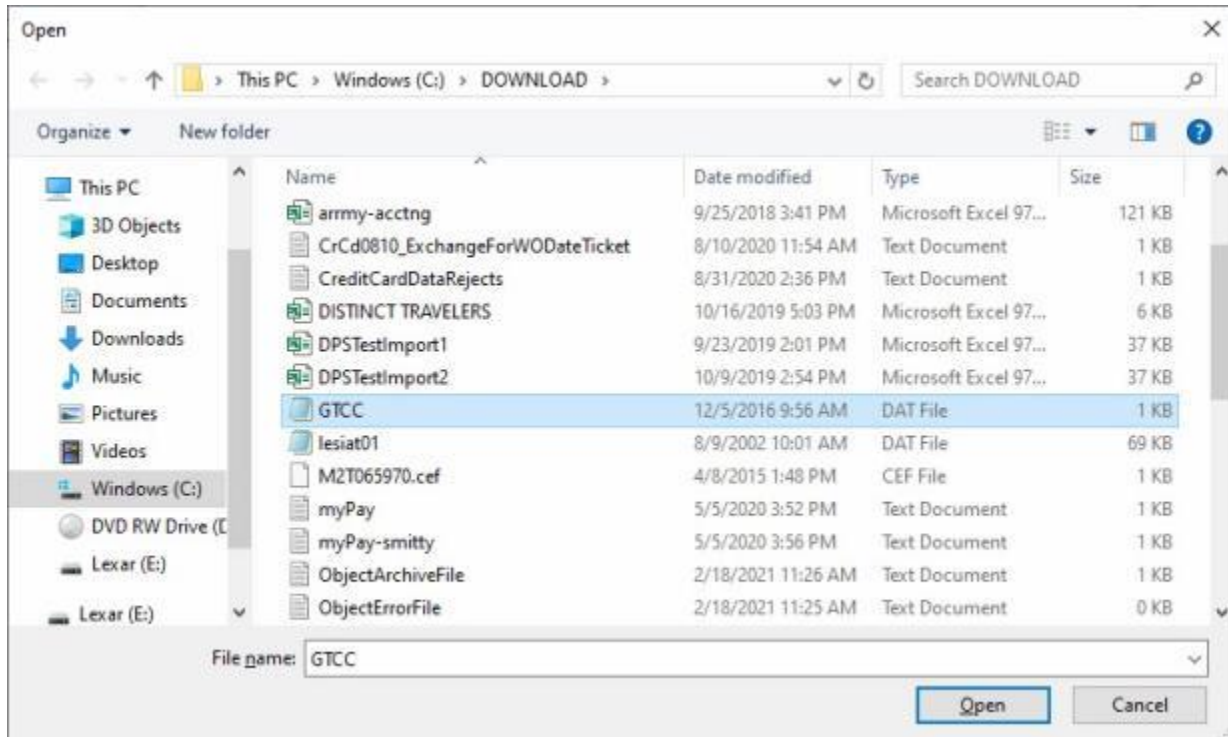 Open
This PC > Windows (C:) > DOWNLOAD >
Search DOWNLOAD
Organize
New folder
This PC
3D Objects
Desktop
Documents
Downloads
Music
Pictures
Videos
Windows (C:)
DVD RW Drive (D
Lexar (E:)
Lexar (E:)
Name Date modified Type Size
arrmy-acctng 9/25/2018 3:41 PM Microsoft Excel 97... 121 KB
CrCd0810_ExchangeForWODateTicket 8/10/2020 11:54 AM Text Document 1 KB
CreditCardDataRejects 8/31/2020 2:36 PM Text Document 1 KB
DISTINCT TRAVELERS 10/16/2019 5:03 PM Microsoft Excel 97... 6 KB
DPSTestImport1 9/23/2019 2:01 PM Microsoft Excel 97... 37 KB
DPSTestImport2 10/9/2019 2:54 PM Microsoft Excel 97... 37 KB
GTCC 12/5/2016 9:56 AM DAT File 1 KB
lesiat01 8/9/2002 10:01 AM DAT File 69 KB
M2T065970.cef 4/8/2015 1:48 PM CEF File 1 KB
myPay 5/5/2020 3:52 PM Text Document 1 KB
myPay-smitty 5/5/2020 3:56 PM Text Document 1 KB
ObjectArchiveFile 2/18/2021 11:26 AM Text Document 1 KB
ObjectErrorFile 2/18/2021 11:25 AM Text Document 0 KB
File name: GTCC
Open
Cancel